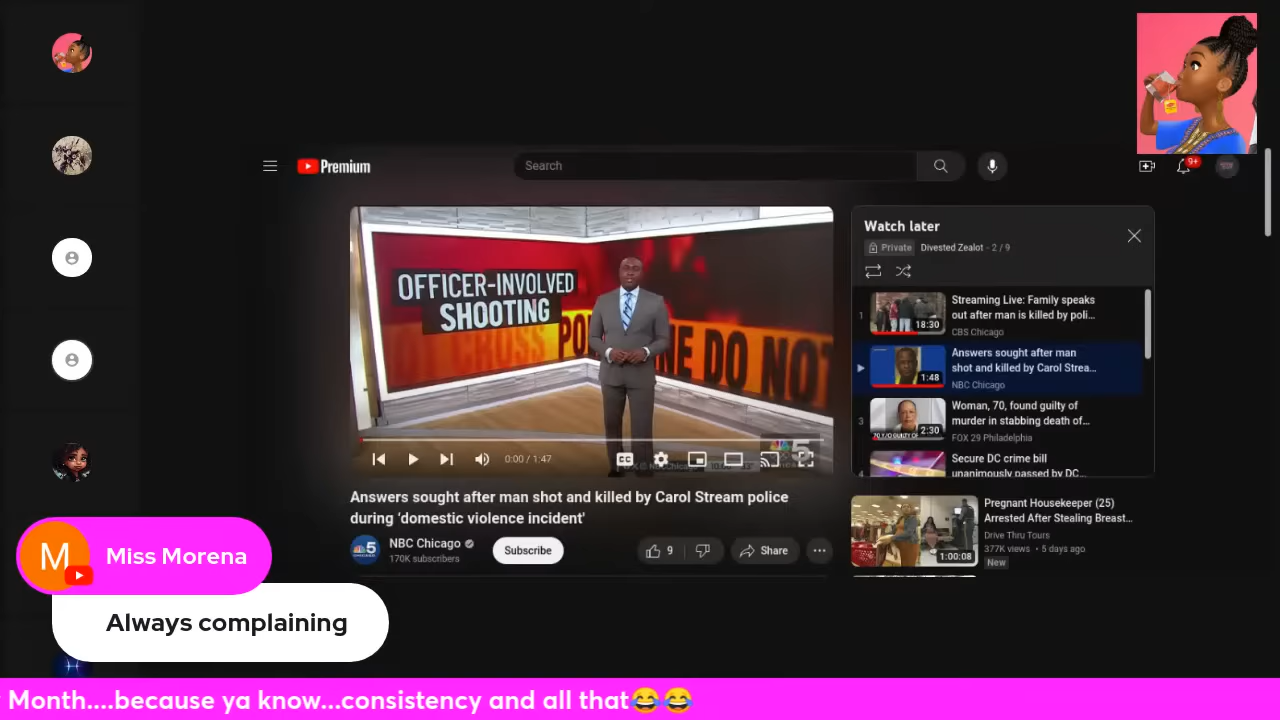 Premium
Search
9+
OFFICER-INVOLVED
SHOOTING
DO NOT
5
0:00 / 1:47
Answers sought after man shot and killed by Carol Stream police
during ‘domestic violence incident'
5
NBC Chicago
170K subscribers
Subscribe
9
Share
Watch later
Private
Divested Zealot - 2 / 9
1
18:30
Streaming Live: Family speaks
out after man is killed by poli...
CBS Chicago
1:48
Answers sought after man
shot and killed by Carol Strea...
NBC Chicago
3
2:30
Woman, 70, found guilty of
murder in stabbing death of...
FOX 29 Philadelphia
4
Secure DC crime bill
unanimously passed by DC...
1:00:08
Pregnant Housekeeper (25)
Arrested After Stealing Breast...
Drive Thru Tours
377K views • 5 days ago
New
M
Miss Morena
Always complaining
Month....because ya know...consistency and all that😂😂